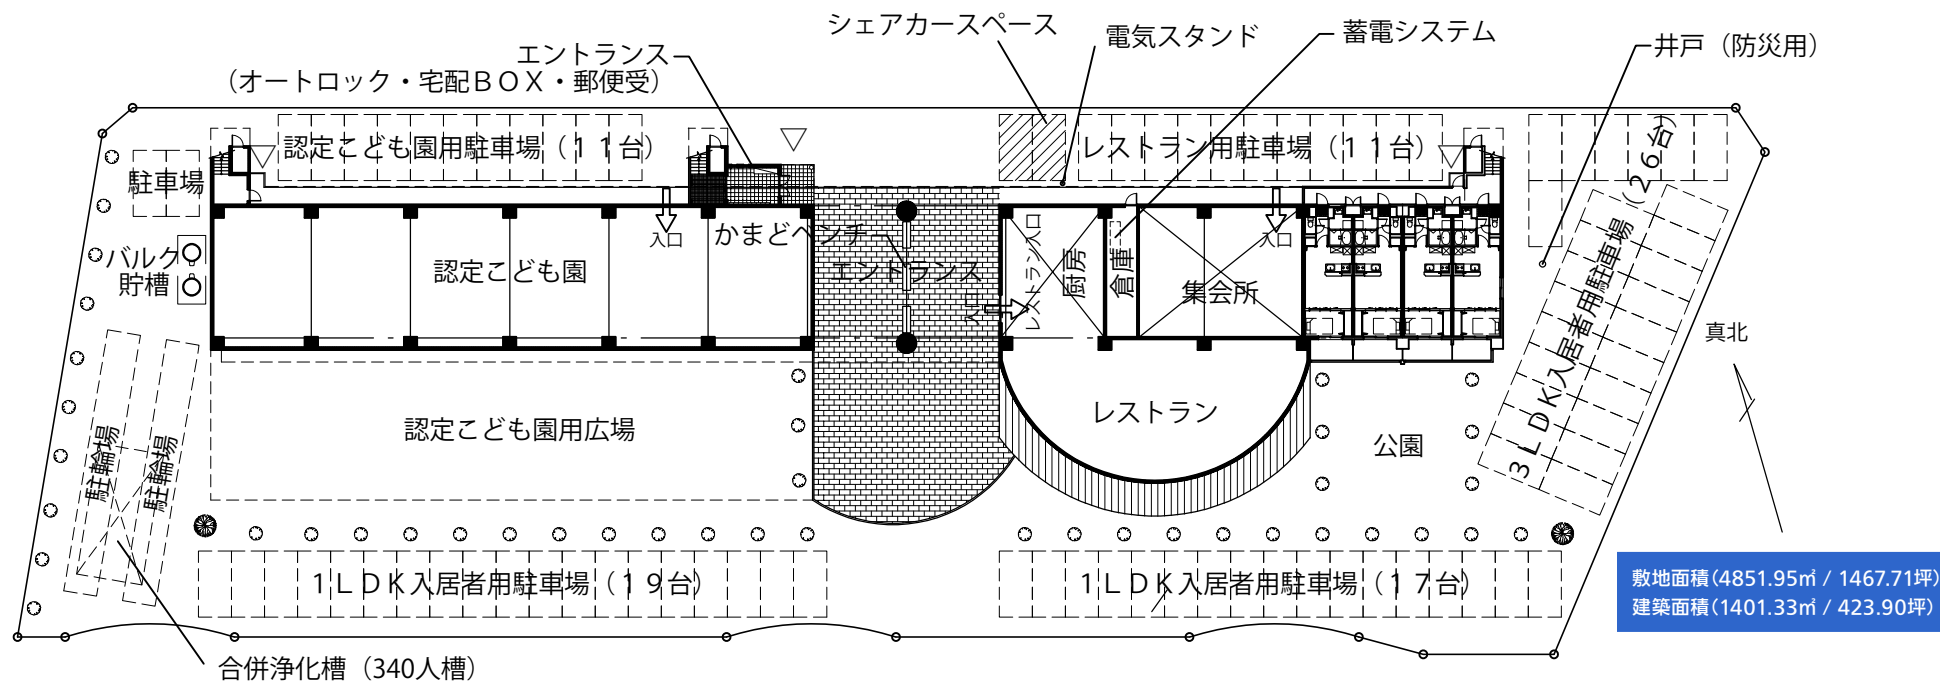 シェアカースペース
電気スタンド
蓄電システム
井戸（防災用）
エントランス
（オートロック・宅配ＢＯＸ・郵便受）
認定こども園用駐車場（１１台）
レストラン用駐車場（１１台）
駐車場
３ＬＤＫ入居者用駐車場（２６台）
入口
かまどベンチ
レストラン入口
入口
入口
バルク
貯槽
認定こども園
エントランス
厨房
倉庫
集会所
真北
認定こども園用広場
レストラン
公園
駐輪場
駐輪場
１ＬＤＫ入居者用駐車場（１９台）
１ＬＤＫ入居者用駐車場（１７台）
敷地面積（4851.95㎡ / 1467.71坪）
建築面積（1401.33㎡ / 423.90坪）
合併浄化槽（340人槽）